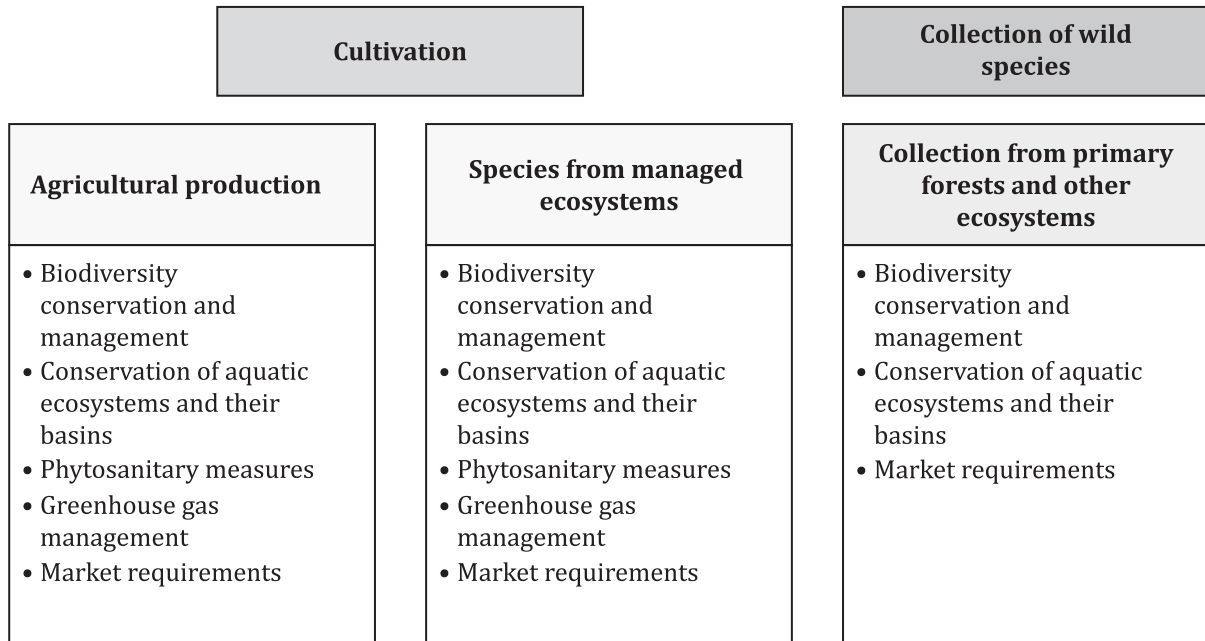 Cultivation
Collection of wild
species
Agricultural production
Species from managed
ecosystems
Collection from primary
forests and other
ecosystems
• Biodiversity
conservation and
management
• Conservation of aquatic
ecosystems and their
basins
• Phytosanitary measures
• Greenhouse gas
management
• Market requirements
• Biodiversity
conservation and
management
• Conservation of aquatic
ecosystems and their
basins
• Phytosanitary measures
• Greenhouse gas
management
• Market requirements
• Biodiversity
conservation and
management
• Conservation of aquatic
ecosystems and their
basins
• Market requirements